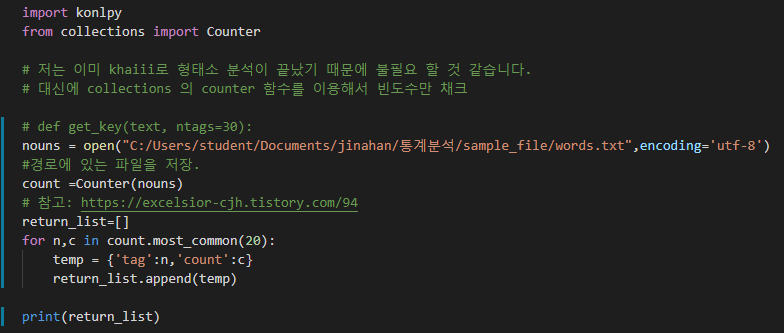 import konlpy
from collections import Counter
# 저는 이미 khaiii로 형태소 분석이 끝났기 때문에 불필요 할 것 같습니다.
# 대신에 collections 의 counter 함수를 이용해서 빈도수만 채크
# def get_key(text, ntags=30):
nouns = open("C:/Users/student/Documents/jinahan/통계분석/sample_file/words.txt",encoding='utf-8')
#경로에 있는 파일을 저장.
count =Counter(nouns)
# 참고: https://excelsior-cjh.tistory.com/94
return_list=[]
for n,c in count.most_common(20):
    temp = {'tag':n,'count':c}
    return_list.append(temp)
print(return_list)